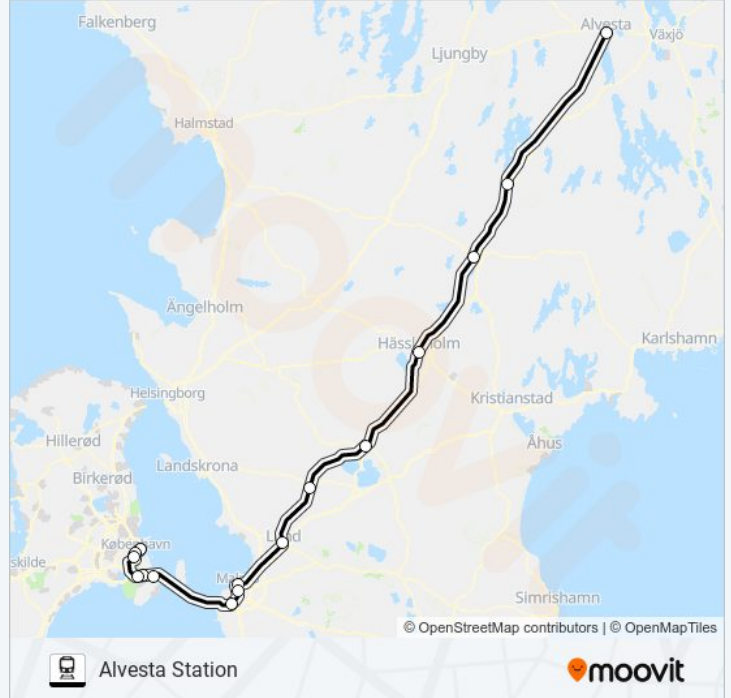 Falkenberg
Alvesta
Växjö
Ljungby
Halmstad
Ängelholm
Karlshamn
Helsingborg
Kristianstad
Hillerød
Åhus
Landskrona
Birkerød
København
skilde
Simrishamn
© OpenStreetMap contributors | © OpenMapTiles
Alvesta Station
moovit